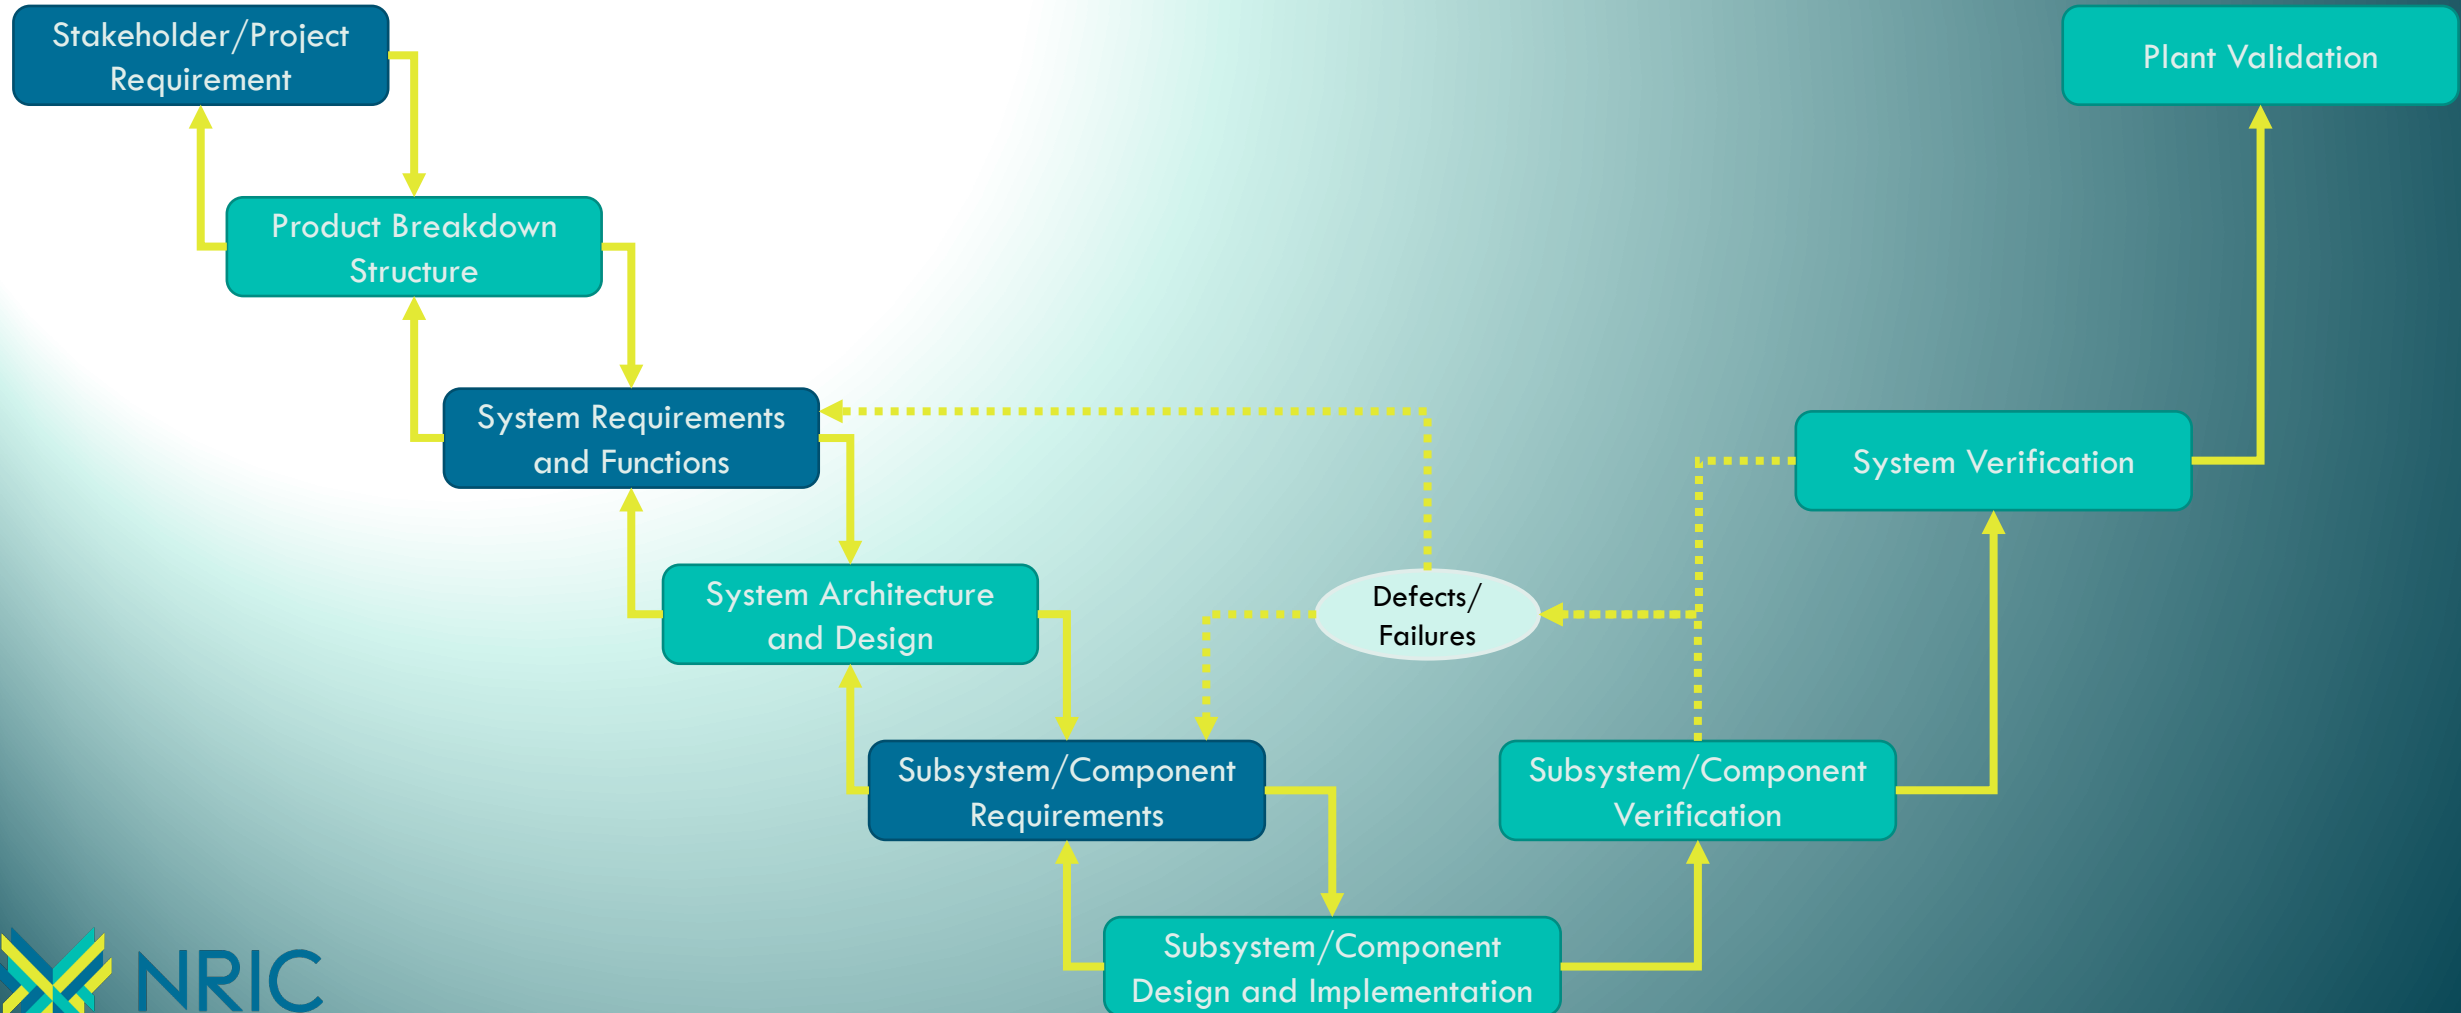 Stakeholder/Project
Requirement
Plant Validation
Product Breakdown
Structure
System Requirements
and Functions
System Verification
System Architecture
and Design
Defects/
Failures
Subsystem/Component
Requirements
Subsystem/Component
Verification
Subsystem/Component
Design and Implementation
NRIC